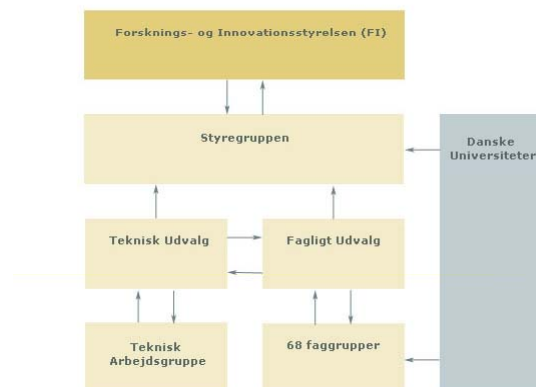 Forsknings- og Innovationsstyrelsen (FI)
Styregruppen
Danske
Universiteter
Teknisk Udvalg
Fagligt Udvalg
Teknisk
Arbejdsgruppe
68 faggrupper